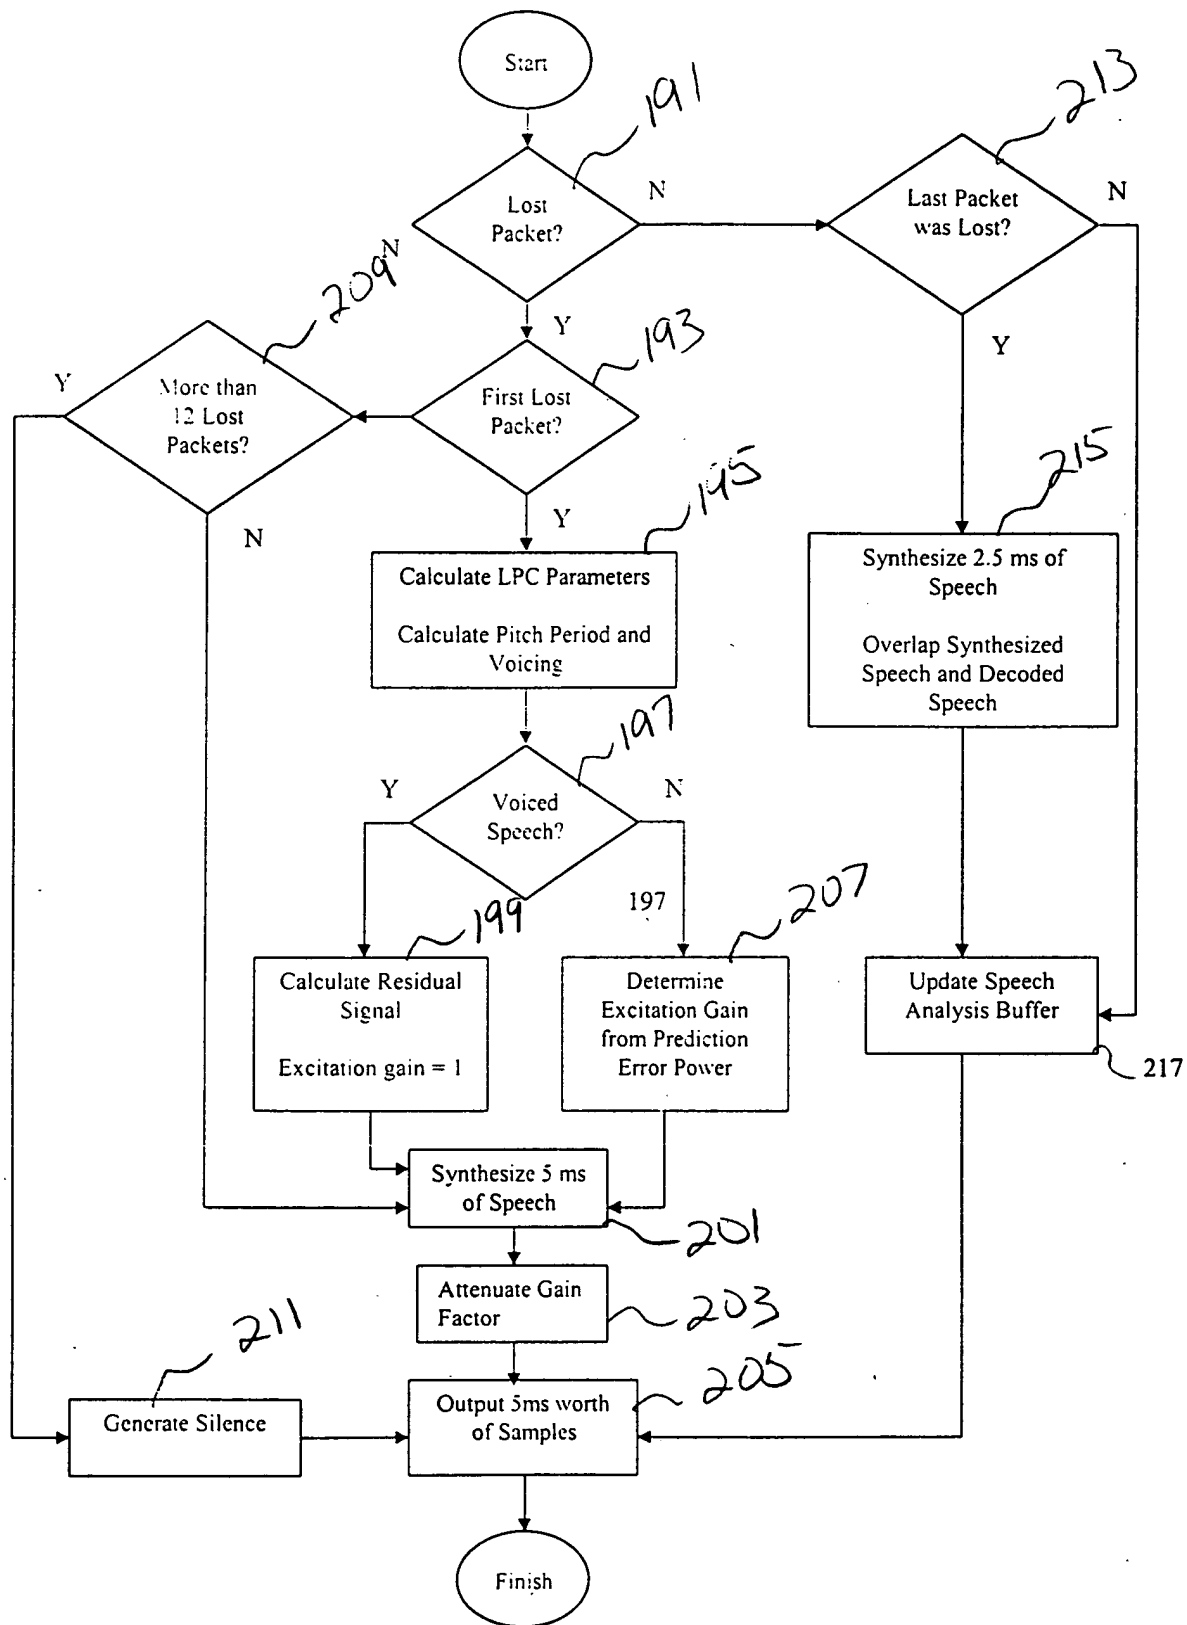 Start
191
213
Lost
Packet?
N
Last Packet
was Lost?
N
N
209
Y
193
Y
Y
More than
12 Lost
Packets?
First Lost
Packet?
N
Y
195
215
Calculate LPC Parameters
Calculate Pitch Period and
Voicing
Synthesize 2.5 ms of
Speech
Overlap Synthesized
Speech and Decoded
Speech
197
Y
Voiced
Speech?
N
199
197
207
Calculate Residual
Signal
Excitation gain = 1
Determine
Excitation Gain
from Prediction
Error Power
Update Speech
Analysis Buffer
217
Synthesize 5 ms
of Speech
201
Attenuate Gain
Factor
203
211
205
Generate Silence
Output 5ms worth
of Samples
Finish